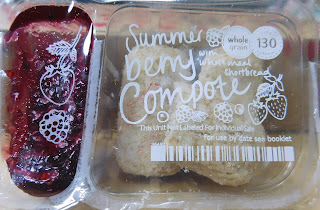 Summer
berry with
wholemeal
shortbread
Compote
whole
grain
130
This Unit Not Labelled For Individual Sale
for use by date see booklet